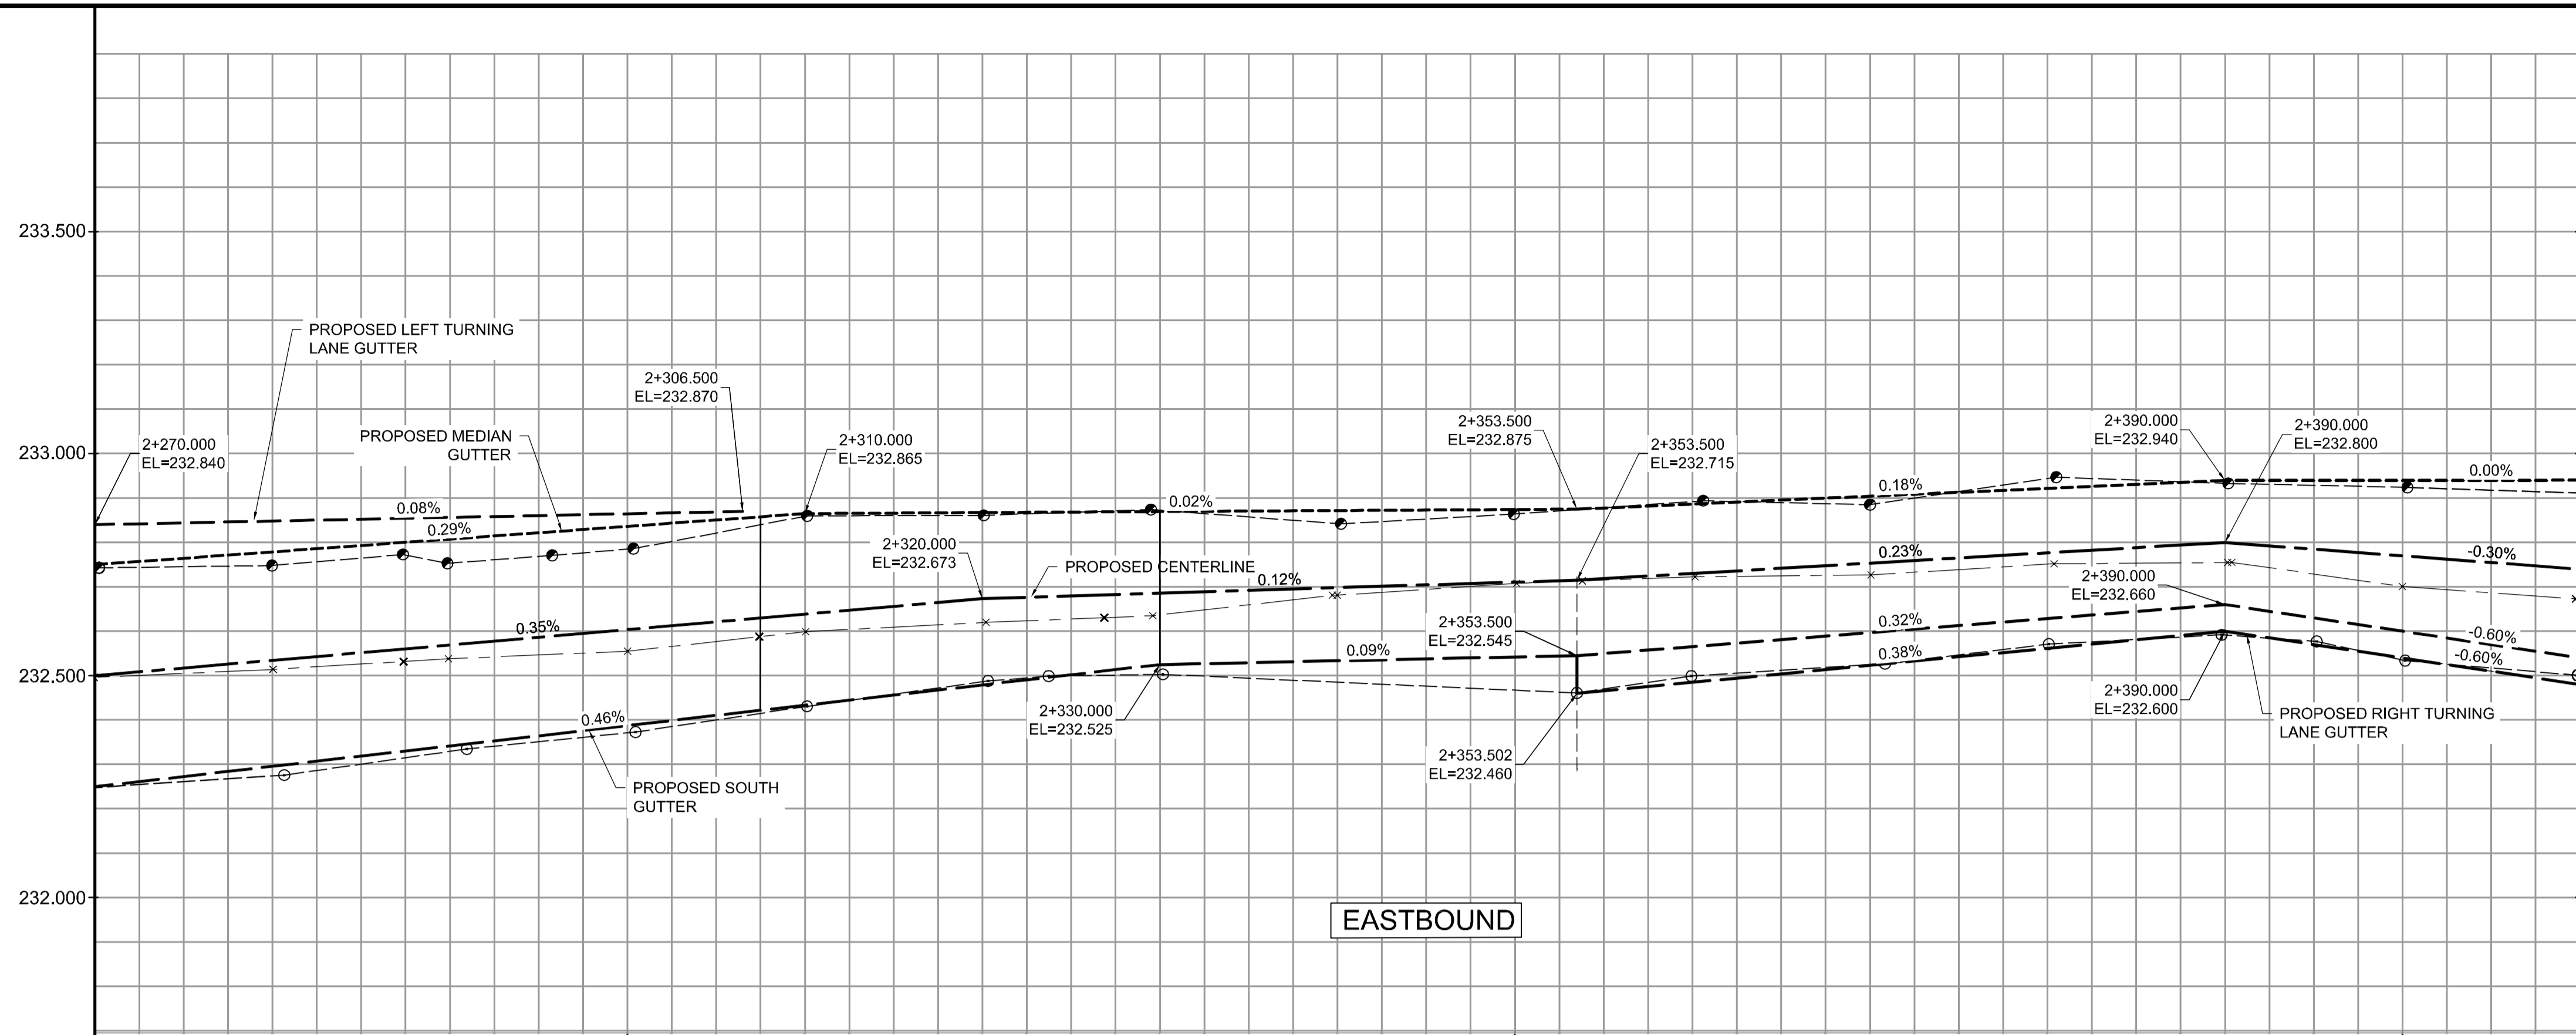 233.500
PROPOSED LEFT TURNING
LANE GUTTER
2+306.500
EL=232.870
2+270.000
EL=232.840
PROPOSED MEDIAN
GUTTER
2+310.000
EL=232.865
2+353.500
EL=232.875
2+353.500
EL=232.715
2+390.000
EL=232.940
2+390.000
EL=232.800
233.000
0.08%
0.29%
0.02%
0.18%
0.00%
2+320.000
EL=232.673
PROPOSED CENTERLINE
0.12%
0.23%
-0.30%
2+390.000
EL=232.660
0.35%
2+353.500
EL=232.545
0.32%
-0.60%
0.09%
0.38%
-0.60%
232.500
0.46%
2+330.000
EL=232.525
2+390.000
EL=232.600
PROPOSED RIGHT TURNING
LANE GUTTER
2+353.502
EL=232.460
PROPOSED SOUTH
GUTTER
232.000
EASTBOUND